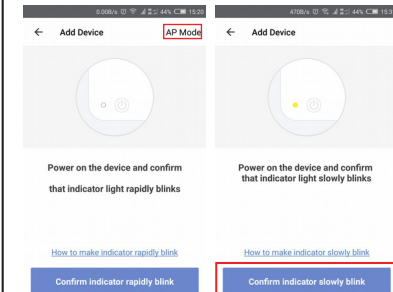 0.00B/s 44% 15:20
← Add Device AP Mode
Power on the device and confirm
that indicator light rapidly blinks
How to make indicator rapidly blink
Confirm indicator rapidly blink
470B/s 44% 15:3
← Add Device
Power on the device and confirm
that indicator light slowly blinks
How to make indicator slowly blink
Confirm indicator slowly blink